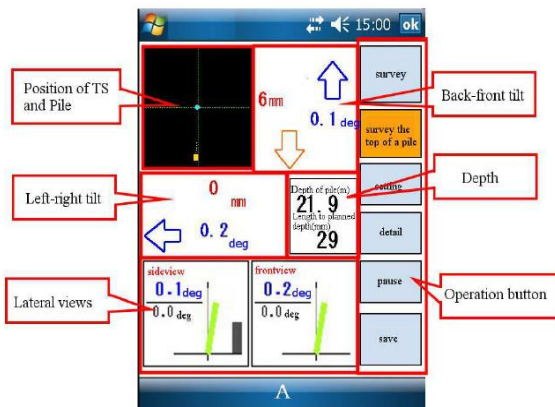 15:00 ok
Position of TS
and Pile
6mm
0.1 deg
survey
Back-front tilt
survey the
top of a pile
Left-right tilt
0 mm
0.2 deg
Depth of pile(m)
21.9
Length to planned
depth(mm)
29
setting
Depth
detail
Lateral views
sideview
0.1deg
0.0 deg
frontview
0.2deg
0.0 deg
pause
Operation button
save
A